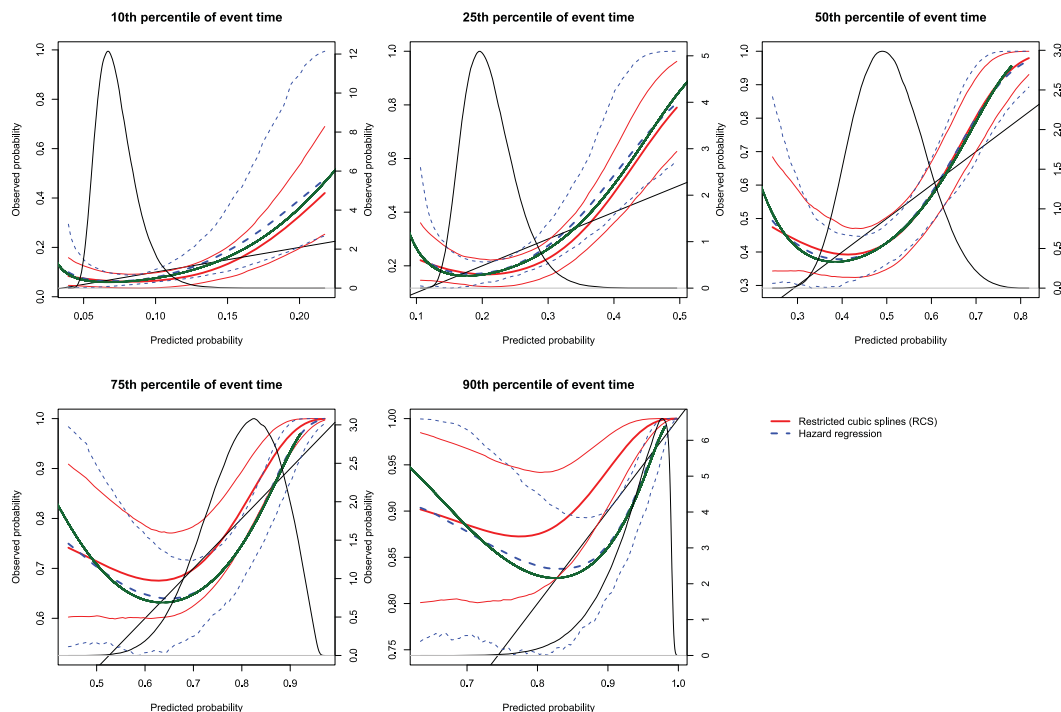 10th percentile of event time
25th percentile of event time
50th percentile of event time
Observed probability
0.0 0.2 0.4 0.6 0.8 1.0
0 2 4 6 8 10 12
0.05 0.10 0.15 0.20
Predicted probability
Observed probability
0.2 0.4 0.6 0.8 1.0
0 1 2 3 4 5
0.1 0.2 0.3 0.4 0.5
Predicted probability
Observed probability
0.3 0.4 0.5 0.6 0.7 0.8 0.9 1.0
0.0 0.5 1.0 1.5 2.0 2.5 3.0
0.3 0.4 0.5 0.6 0.7 0.8
Predicted probability
75th percentile of event time
90th percentile of event time
Observed probability
0.6 0.7 0.8 0.9 1.0
0.0 0.5 1.0 1.5 2.0 2.5 3.0
0.5 0.6 0.7 0.8 0.9
Predicted probability
Observed probability
0.75 0.80 0.85 0.90 0.95 1.00
0 1 2 3 4 5 6
0.7 0.8 0.9 1.0
Predicted probability
Restricted cubic splines (RCS)
Hazard regression